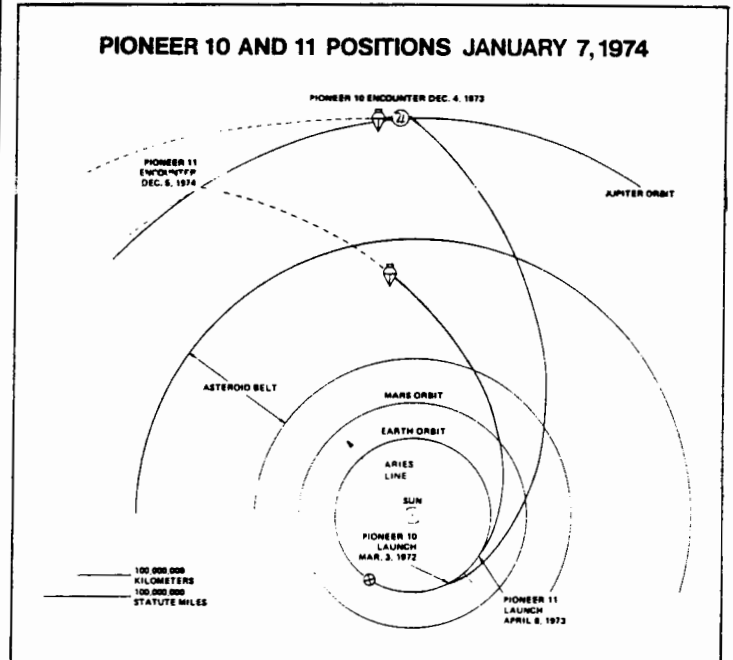 PIONEER 10 AND 11 POSITIONS JANUARY 7, 1974
PIONEER 10 ENCOUNTER DEC. 4, 1973
PIONEER 11
ENCOUNTER
DEC. 5, 1974
JUPITER ORBIT
ASTEROID BELT
MARS ORBIT
EARTH ORBIT
ARIES
LINE
SUN
PIONEER 10
LAUNCH
MAR. 3, 1972
100,000,000
KILOMETERS
100,000,000
STATUTE MILES
PIONEER 11
LAUNCH
APRIL 6, 1973